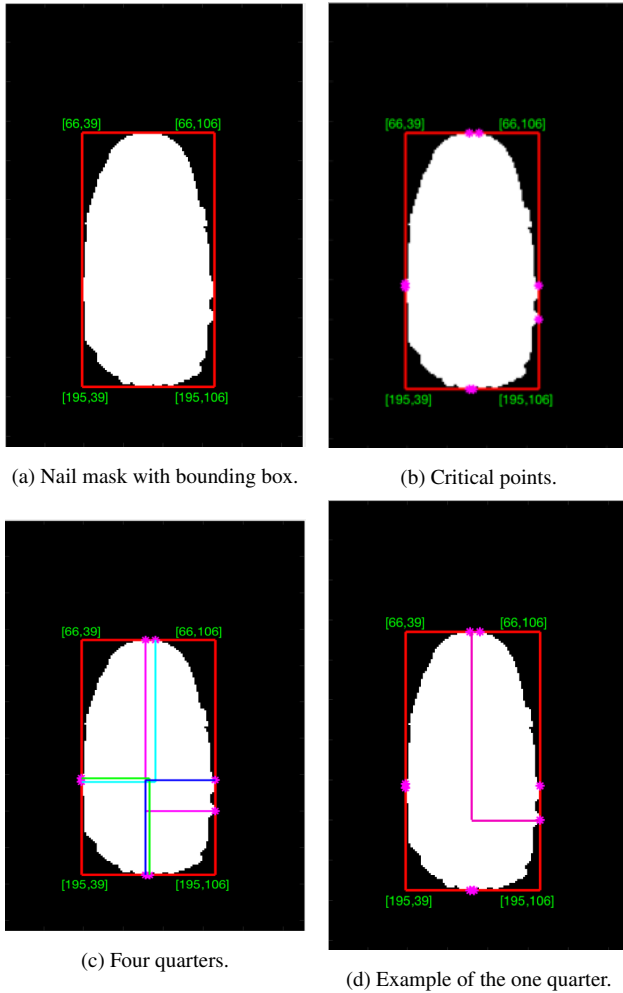 [66,39] [66,106]
[195,39] [195,106]
(a) Nail mask with bounding box.
[66,39] [66,106]
[195,39] [195,106]
(b) Critical points.
[66,39] [66,106]
[195,39] [195,106]
(c) Four quarters.
[66,39] [66,106]
[195,39] [195,106]
(d) Example of the one quarter.